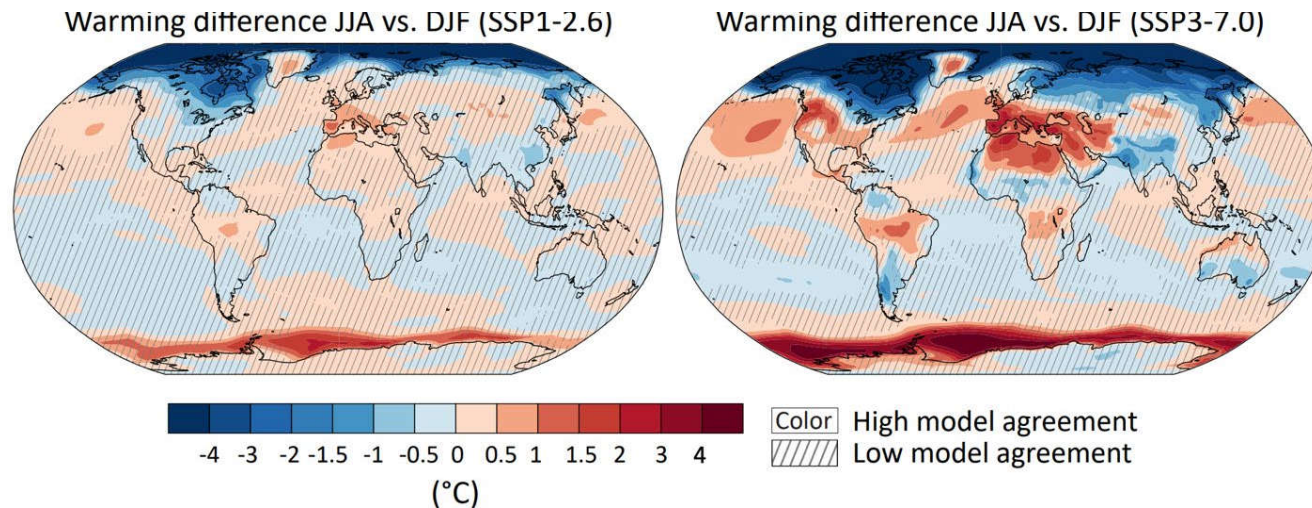 Warming difference JJA vs. DJF (SSP1-2.6)
Warming difference JJA vs. DJF (SSP3-7.0)
-4 -3 -2 -1.5 -1 -0.5 0 0.5 1 1.5 2 3 4
(°C)
Color High model agreement
Low model agreement